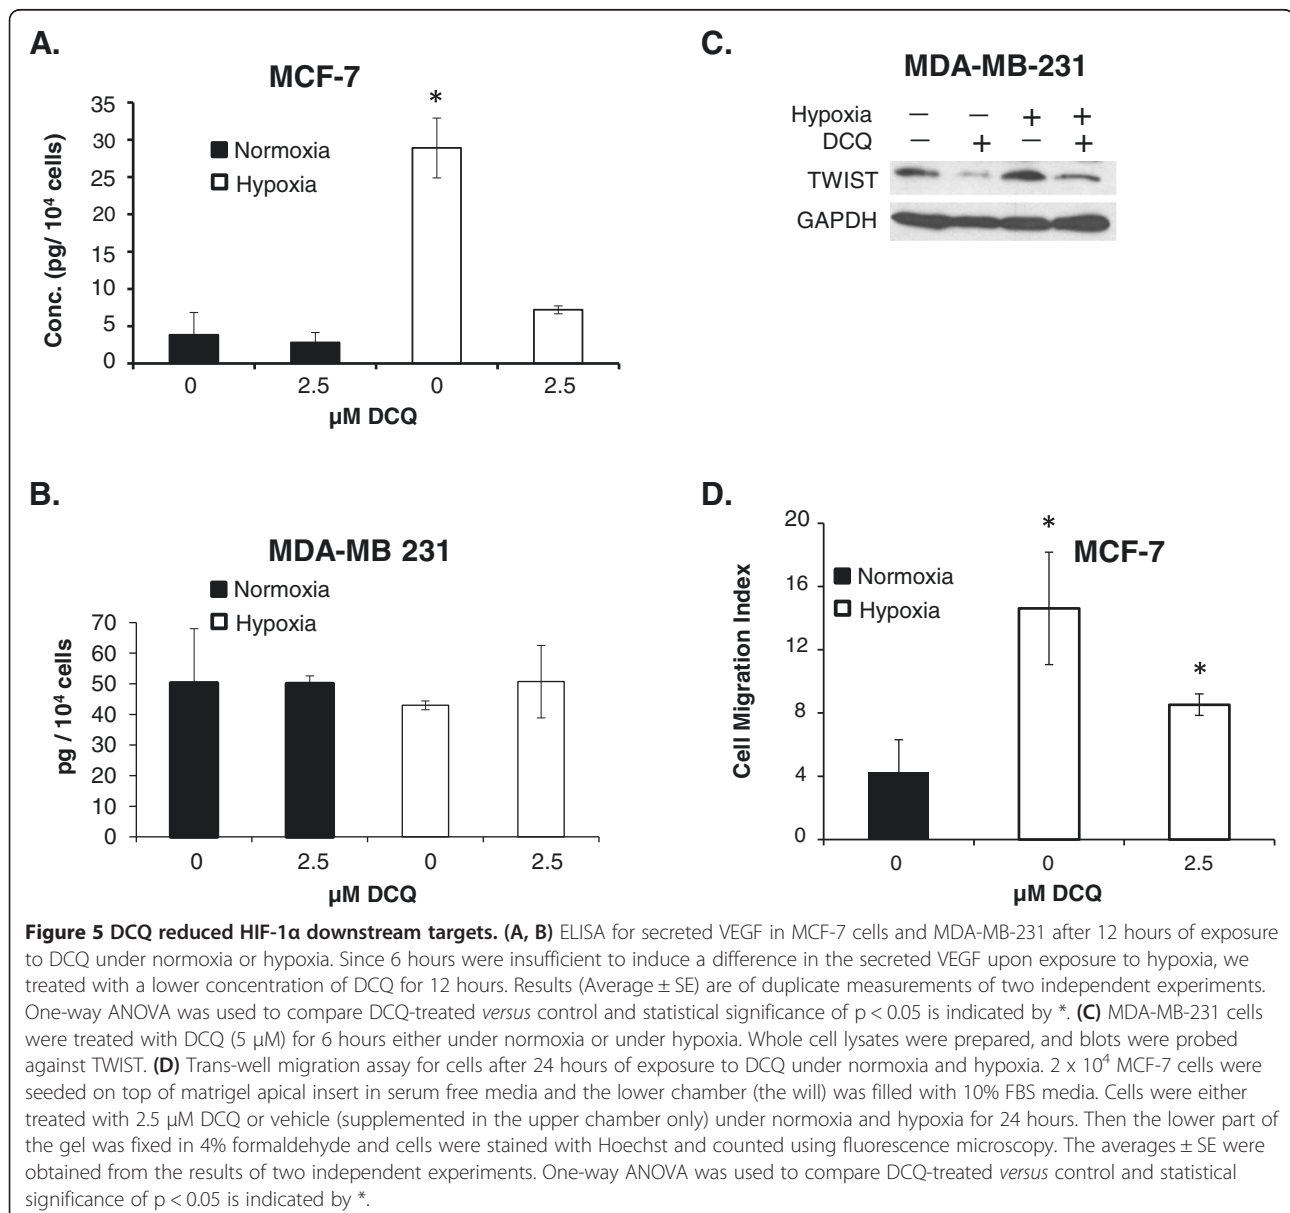 A.
MCF-7
35
30
25
20
15
10
5
0
Conc. (pg/ 10⁴ cells)
*
Normoxia
Hypoxia
0 2.5 0 2.5
µM DCQ
B.
MDA-MB 231
Normoxia
Hypoxia
70
60
50
40
30
20
10
0
pg / 10⁴ cells
0 2.5 0 2.5
µM DCQ
C.
MDA-MB-231
Hypoxia − − + +
DCQ − + − +
TWIST
GAPDH
D.
MCF-7
20
16
12
8
4
0
Cell Migration Index
Normoxia
Hypoxia
*
*
0 0 2.5
µM DCQ
Figure 5 DCQ reduced HIF-1α downstream targets. (A, B) ELISA for secreted VEGF in MCF-7 cells and MDA-MB-231 after 12 hours of exposure
to DCQ under normoxia or hypoxia. Since 6 hours were insufficient to induce a difference in the secreted VEGF upon exposure to hypoxia, we
treated with a lower concentration of DCQ for 12 hours. Results (Average ± SE) are of duplicate measurements of two independent experiments.
One-way ANOVA was used to compare DCQ-treated versus control and statistical significance of p < 0.05 is indicated by *. (C) MDA-MB-231 cells
were treated with DCQ (5 µM) for 6 hours either under normoxia or under hypoxia. Whole cell lysates were prepared, and blots were probed
against TWIST. (D) Trans-well migration assay for cells after 24 hours of exposure to DCQ under normoxia and hypoxia. 2 x 10⁴ MCF-7 cells were
seeded on top of matrigel apical insert in serum free media and the lower chamber (the will) was filled with 10% FBS media. Cells were either
treated with 2.5 µM DCQ or vehicle (supplemented in the upper chamber only) under normoxia and hypoxia for 24 hours. Then the lower part of
the gel was fixed in 4% formaldehyde and cells were stained with Hoechst and counted using fluorescence microscopy. The averages ± SE were
obtained from the results of two independent experiments. One-way ANOVA was used to compare DCQ-treated versus control and statistical
significance of p < 0.05 is indicated by *.